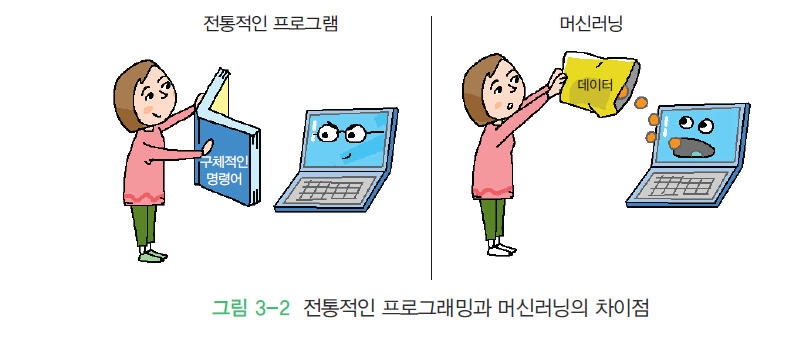 전통적인 프로그램
머신러닝
구체적인
명령어
데이터
그림 3-2 전통적인 프로그래밍과 머신러닝의 차이점